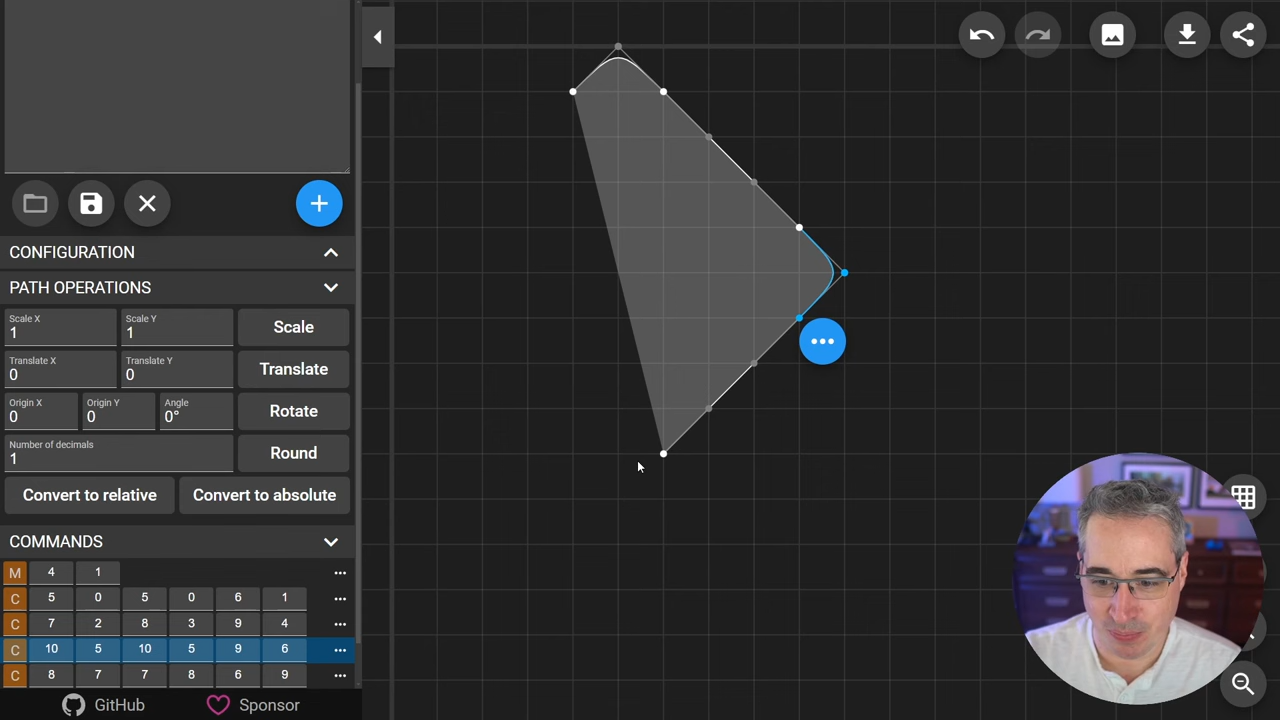 CONFIGURATION
PATH OPERATIONS
Scale X
1
Scale Y
1
Scale
Translate X
0
Translate Y
0
Translate
Origin X
0
Origin Y
0
Angle
0°
Rotate
Number of decimals
1
Round
Convert to relative
Convert to absolute
COMMANDS
M 4 1
C 5 0 5 0 6 1
C 7 2 8 3 9 4
C 10 5 10 5 9 6
C 8 7 7 8 6 9
GitHub
Sponsor